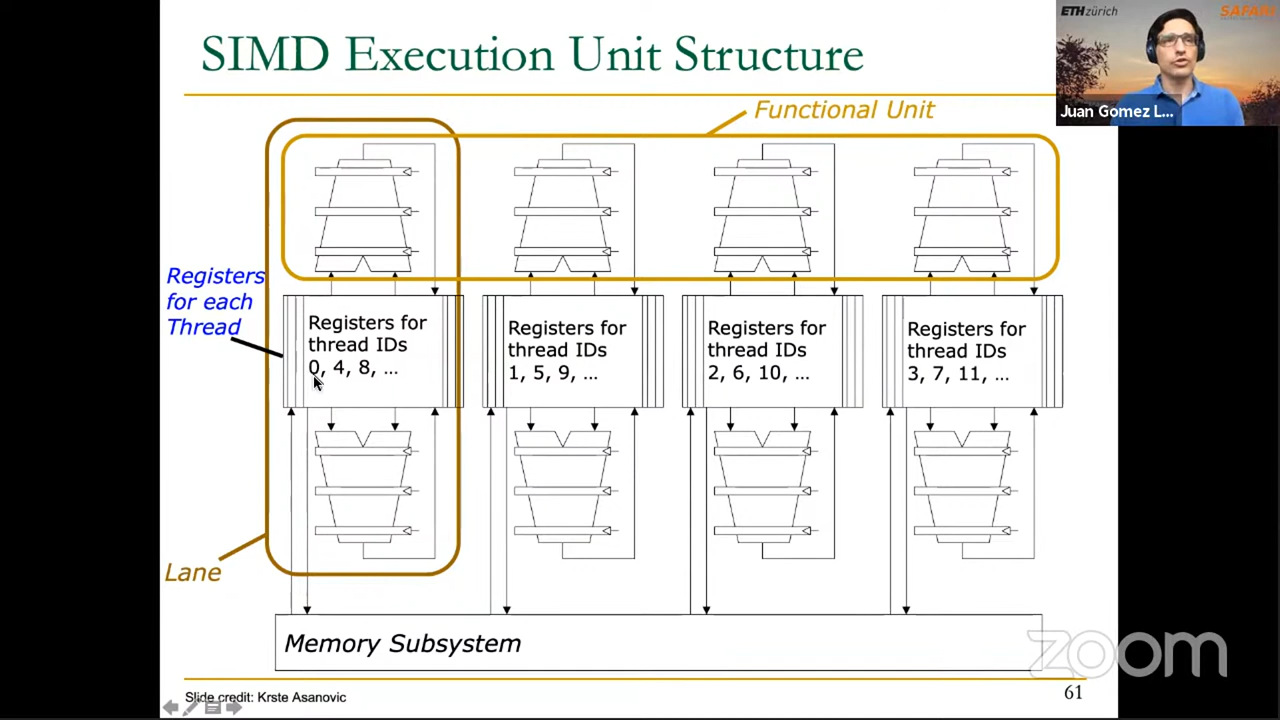 SIMD Execution Unit Structure
ETH zürich
SAFARI
Juan Gomez L...
Functional Unit
Registers
for each
Thread
Registers for
thread IDs
0, 4, 8, ...
Registers for
thread IDs
1, 5, 9, ...
Registers for
thread IDs
2, 6, 10, ...
Registers for
thread IDs
3, 7, 11, ...
Lane
Memory Subsystem
zoom
Slide credit: Krste Asanovic
61